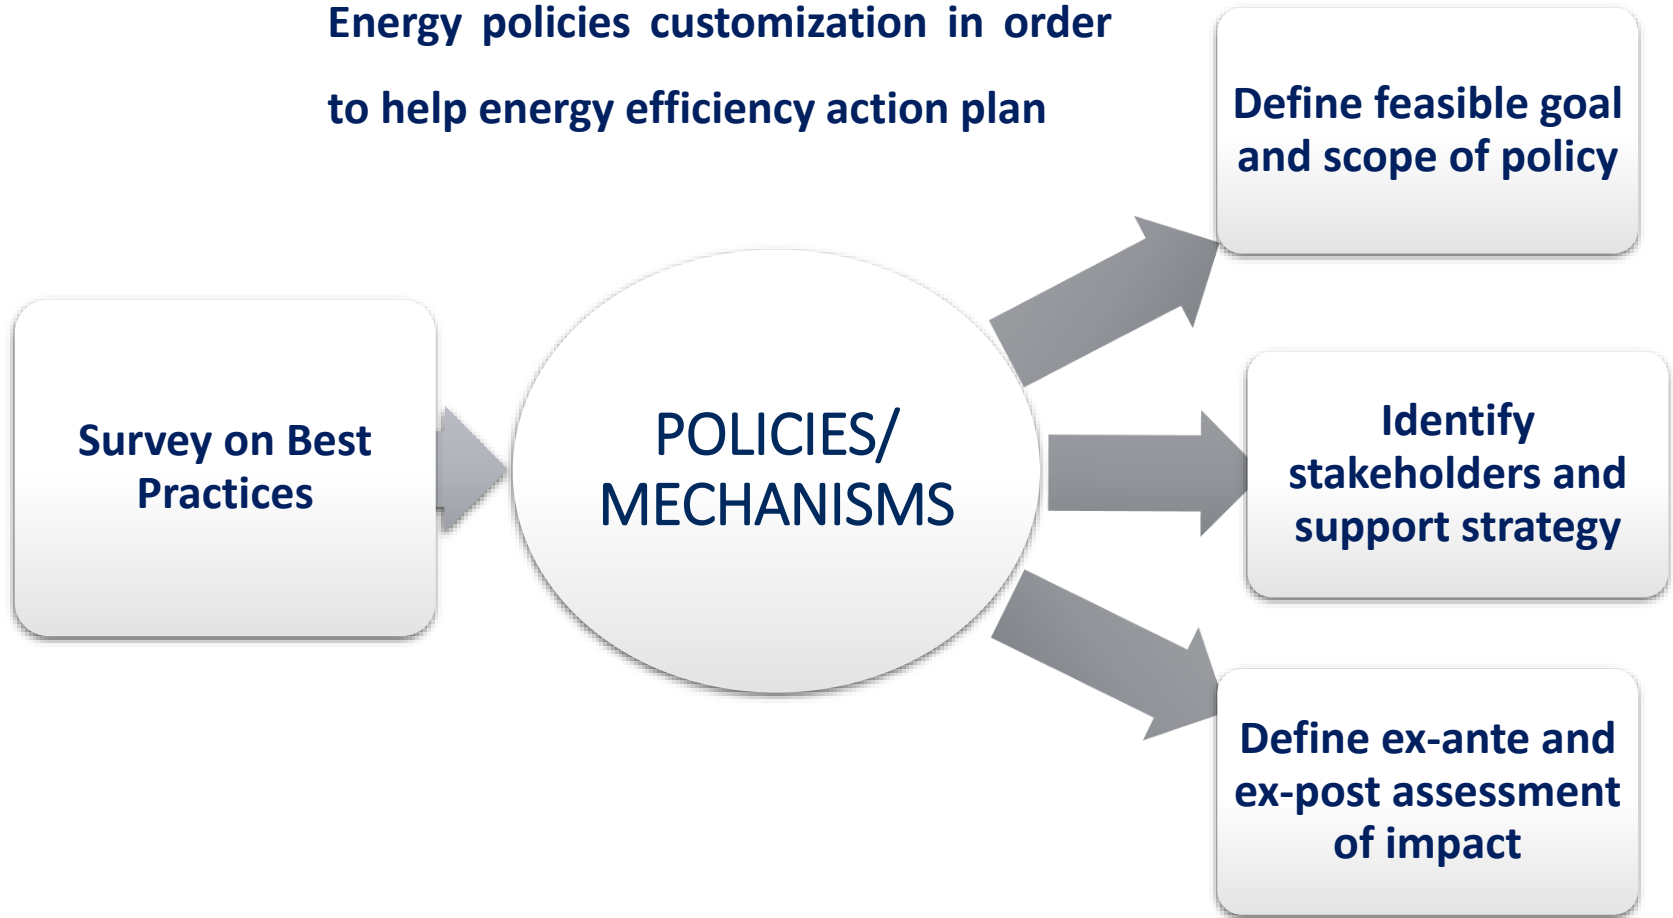 Energy policies customization in order
to help energy efficiency action plan
Survey on Best
Practices
POLICIES/
MECHANISMS
Define feasible goal
and scope of policy
Identify
stakeholders and
support strategy
Define ex-ante and
ex-post assessment
of impact